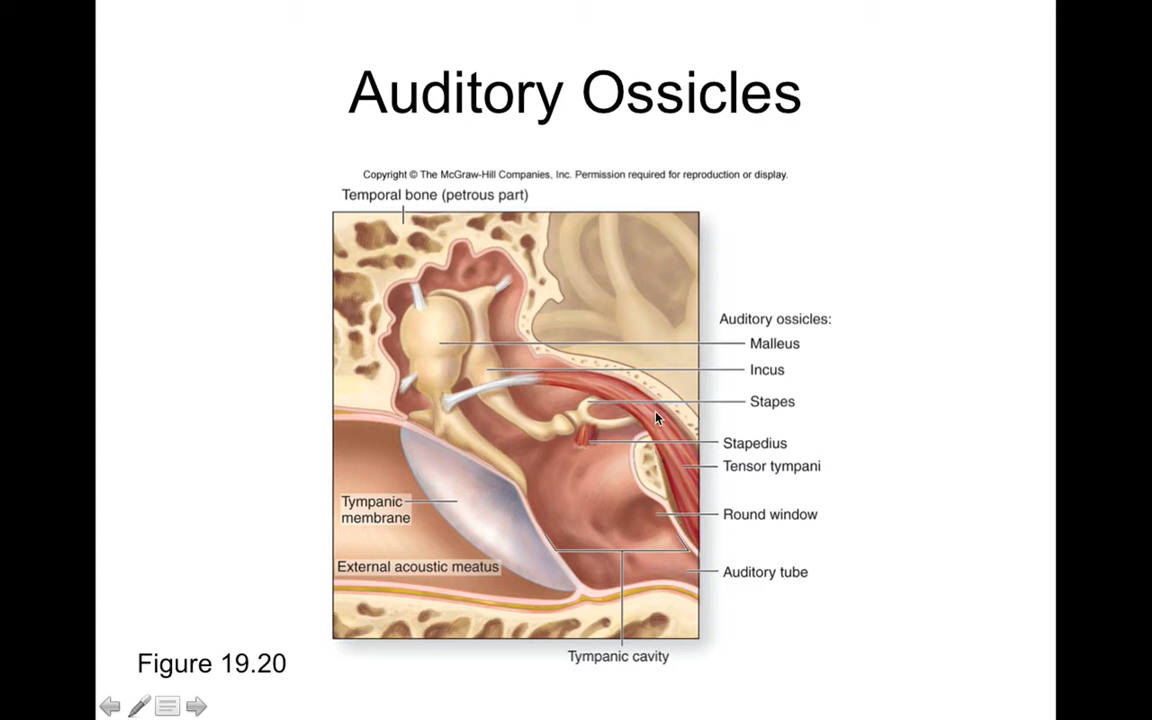 Auditory Ossicles
Copyright © The McGraw-Hill Companies, Inc. Permission required for reproduction or display.
Temporal bone (petrous part)
Auditory ossicles:
Malleus
Incus
Stapes
Stapedius
Tensor tympani
Tympanic
membrane
Round window
External acoustic meatus
Auditory tube
Tympanic cavity
Figure 19.20